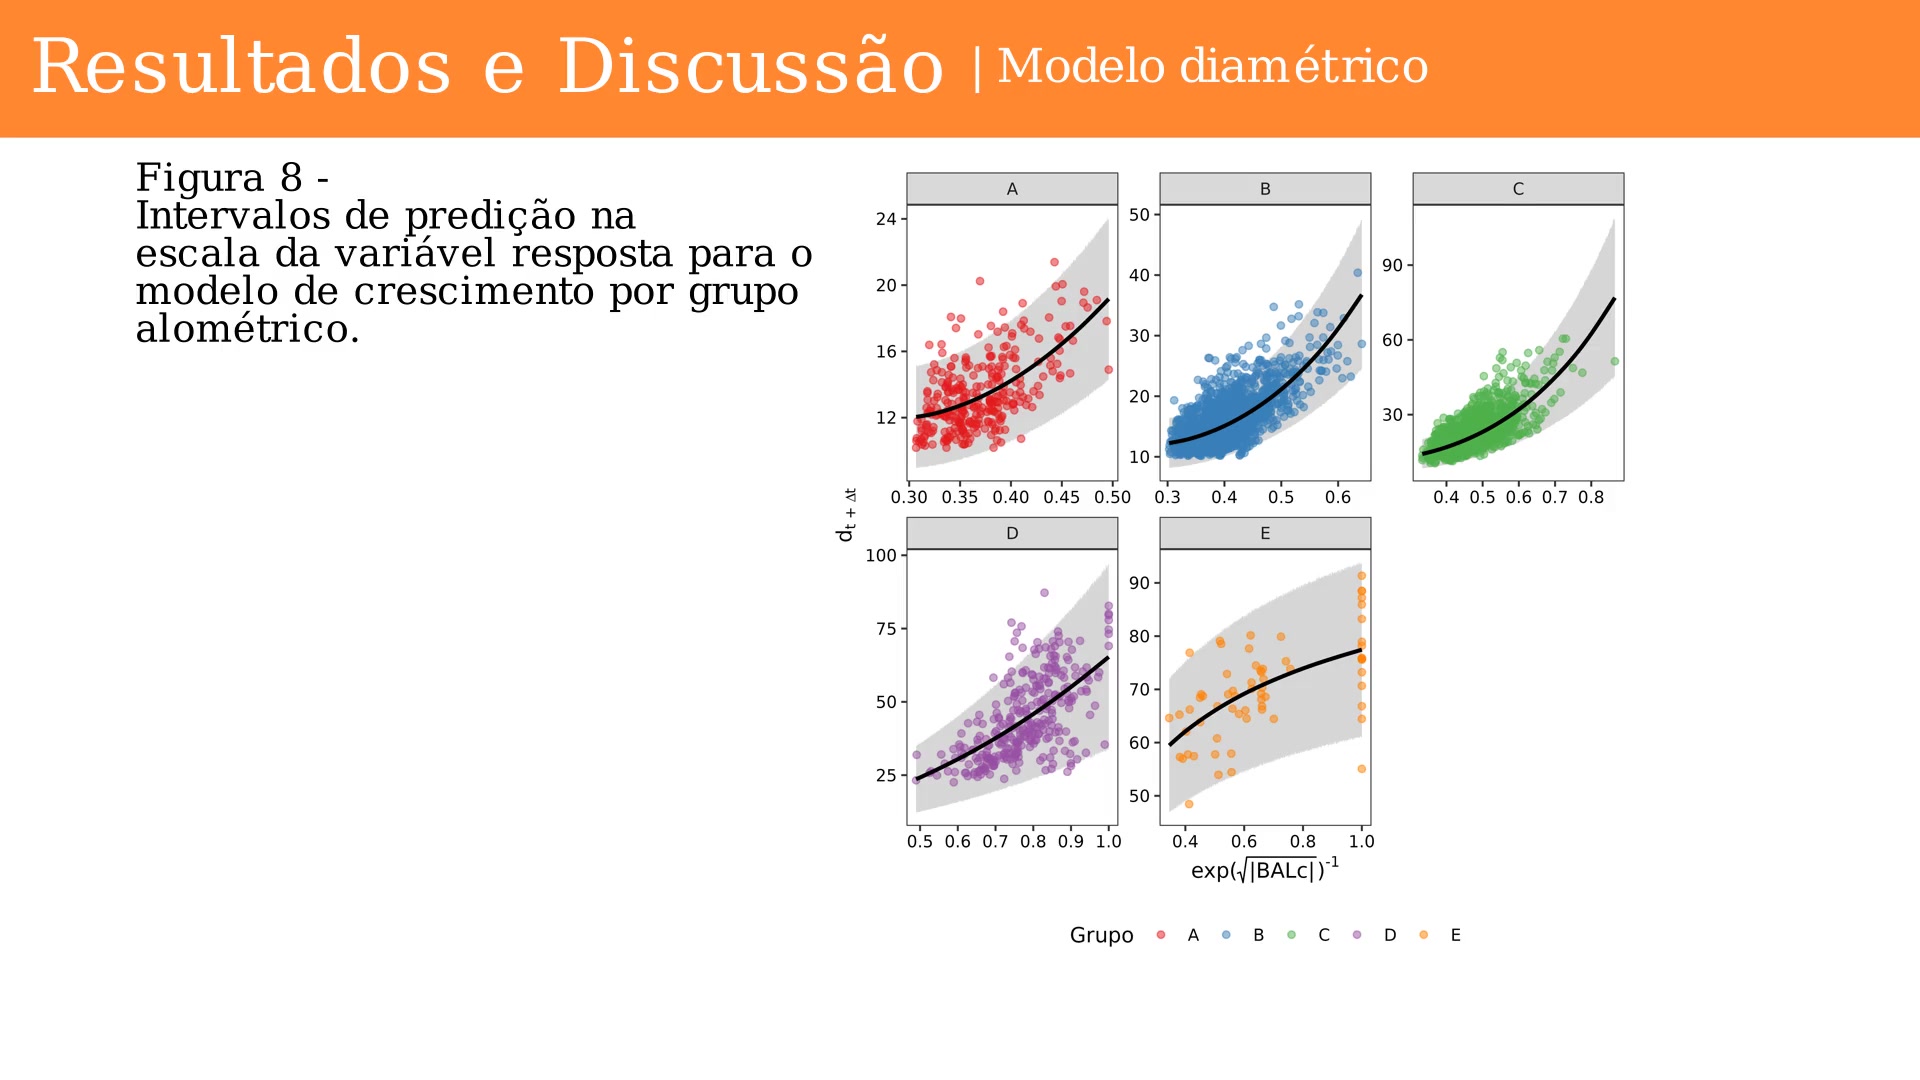 Resultados e Discussão | Modelo diamétrico
Figura 8 -
Intervalos de predição na
escala da variável resposta para o
modelo de crescimento por grupo
alométrico.
A B C
24
20
16
12
0.30 0.35 0.40 0.45 0.50
50
40
30
20
10
0.3 0.4 0.5 0.6
90
60
30
0.4 0.5 0.6 0.7 0.8
d_{t + Δt}
D E
100
75
50
25
0.5 0.6 0.7 0.8 0.9 1.0
90
80
70
60
50
0.4 0.6 0.8 1.0
exp(√|BALc|)^{-1}
Grupo A B C D E